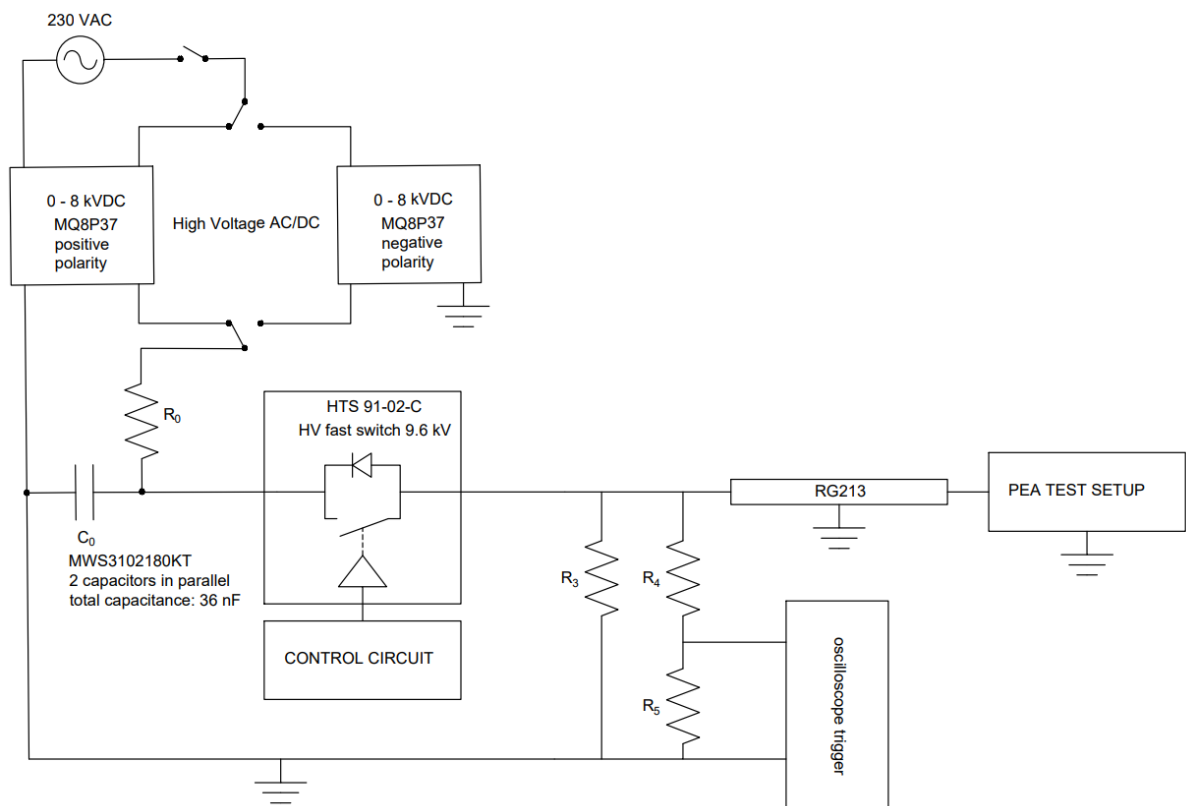 230 VAC
0 - 8 kVDC
MQ8P37
positive
polarity
High Voltage AC/DC
0 - 8 kVDC
MQ8P37
negative
polarity
R0
HTS 91-02-C
HV fast switch 9.6 kV
C0
MWS3102180KT
2 capacitors in parallel
total capacitance: 36 nF
CONTROL CIRCUIT
RG213
PEA TEST SETUP
R3
R4
R5
oscilloscope trigger